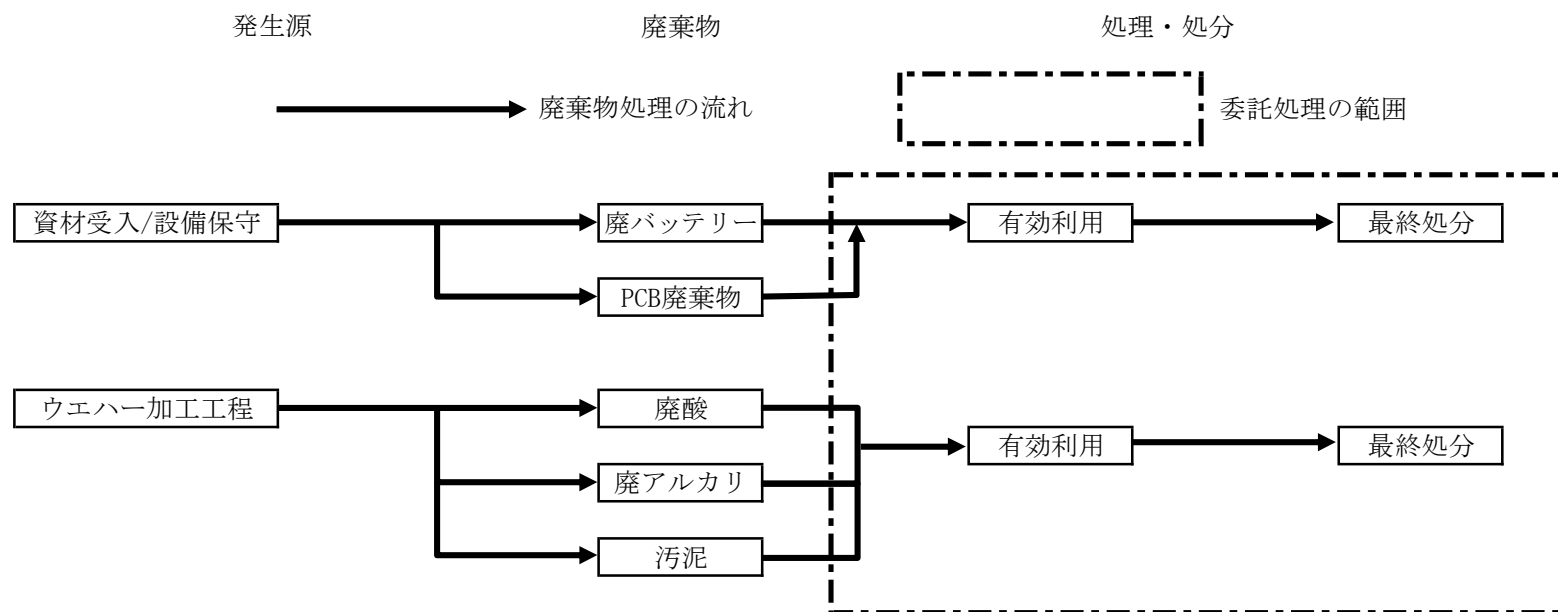 発生源
廃棄物
処理・処分
廃棄物処理の流れ
委託処理の範囲
資材受入/設備保守
廃バッテリー
有効利用
最終処分
PCB廃棄物
ウエハー加工工程
廃酸
有効利用
最終処分
廃アルカリ
汚泥